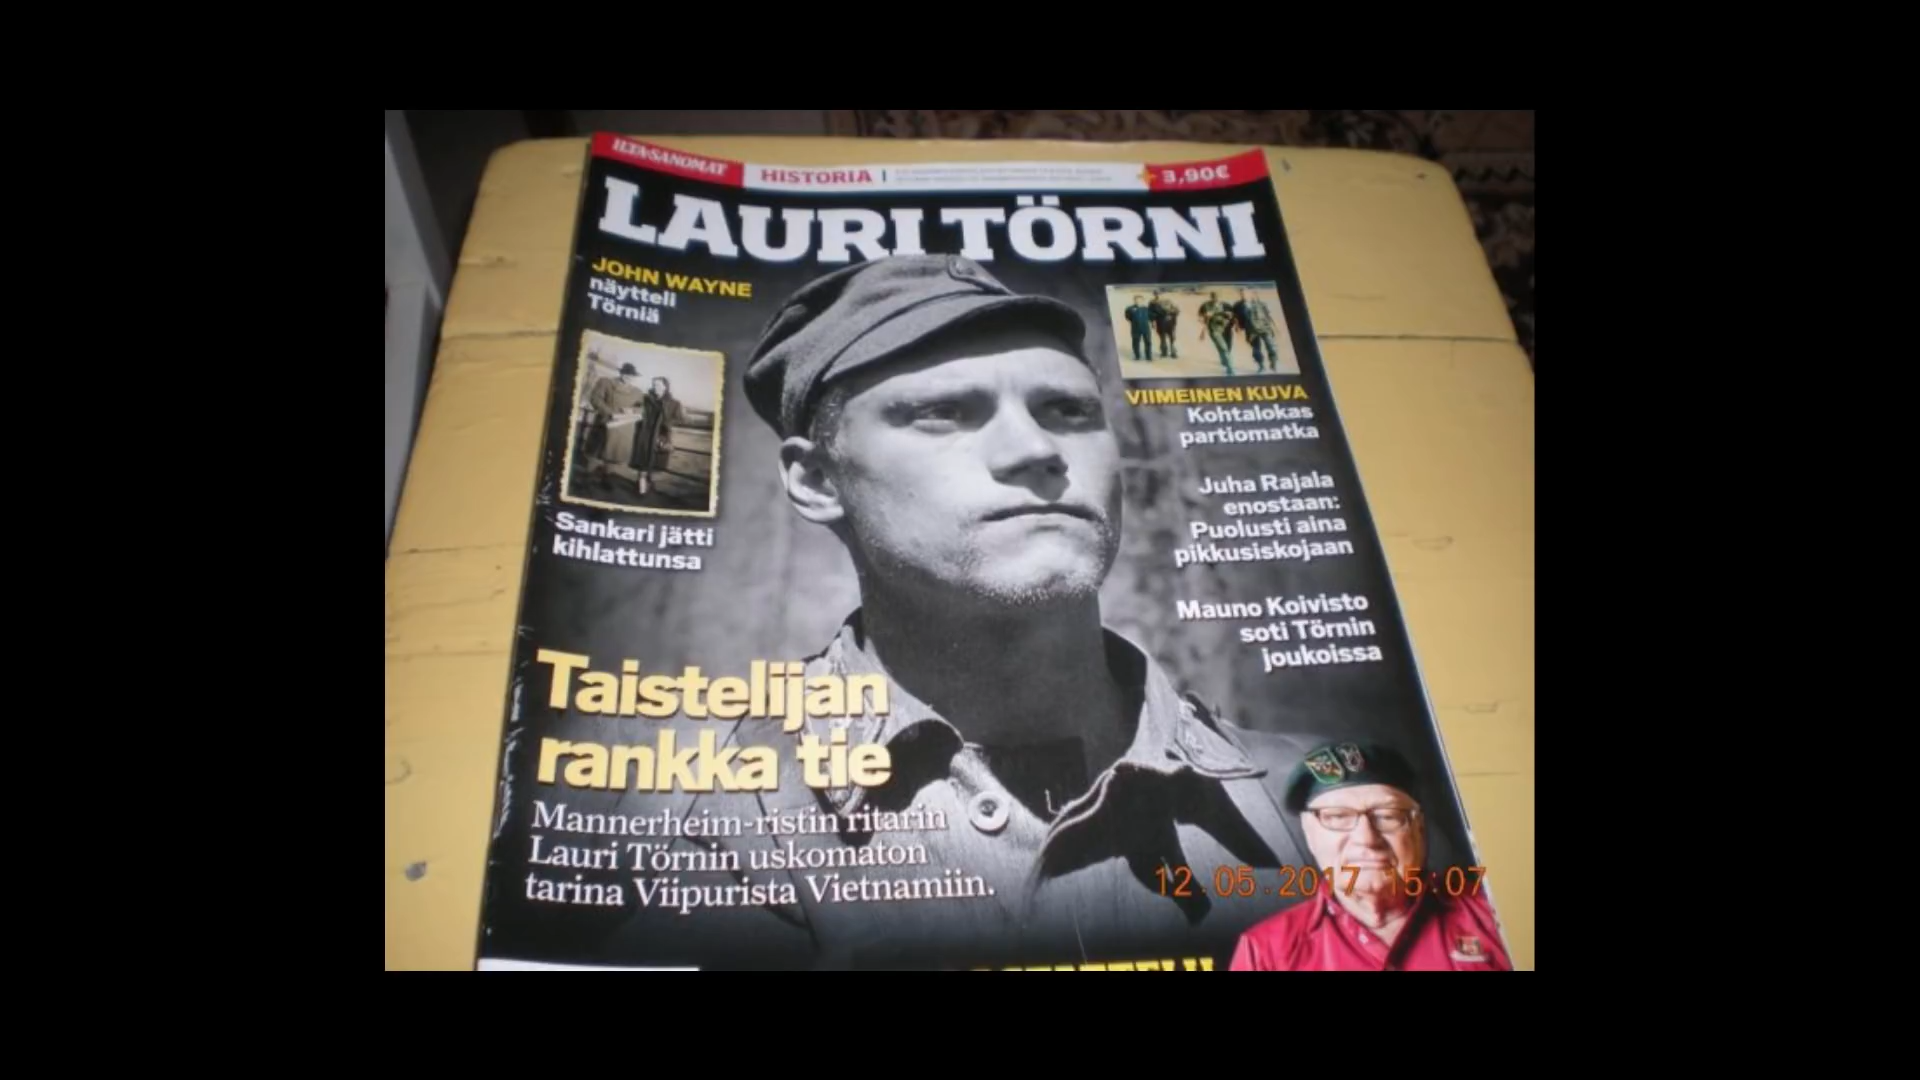 ILTA-SANOMAT
HISTORIA
3,90€
LAURI TÖRNI
JOHN WAYNE
näytteli
Törniä
VIIMEINEN KUVA
Kohtalokas
partiomatka
Juha Rajala
enostaan:
Puolusti aina
pikkusiskojaan
Sankari jätti
kihlattunsa
Mauno Koivisto
soti Törnin
joukoissa
Taistelijan
rankka tie
Mannerheim-ristin ritarin
Lauri Törnin uskomaton
tarina Viipurista Vietnamiin.
12.05.2017 15:07